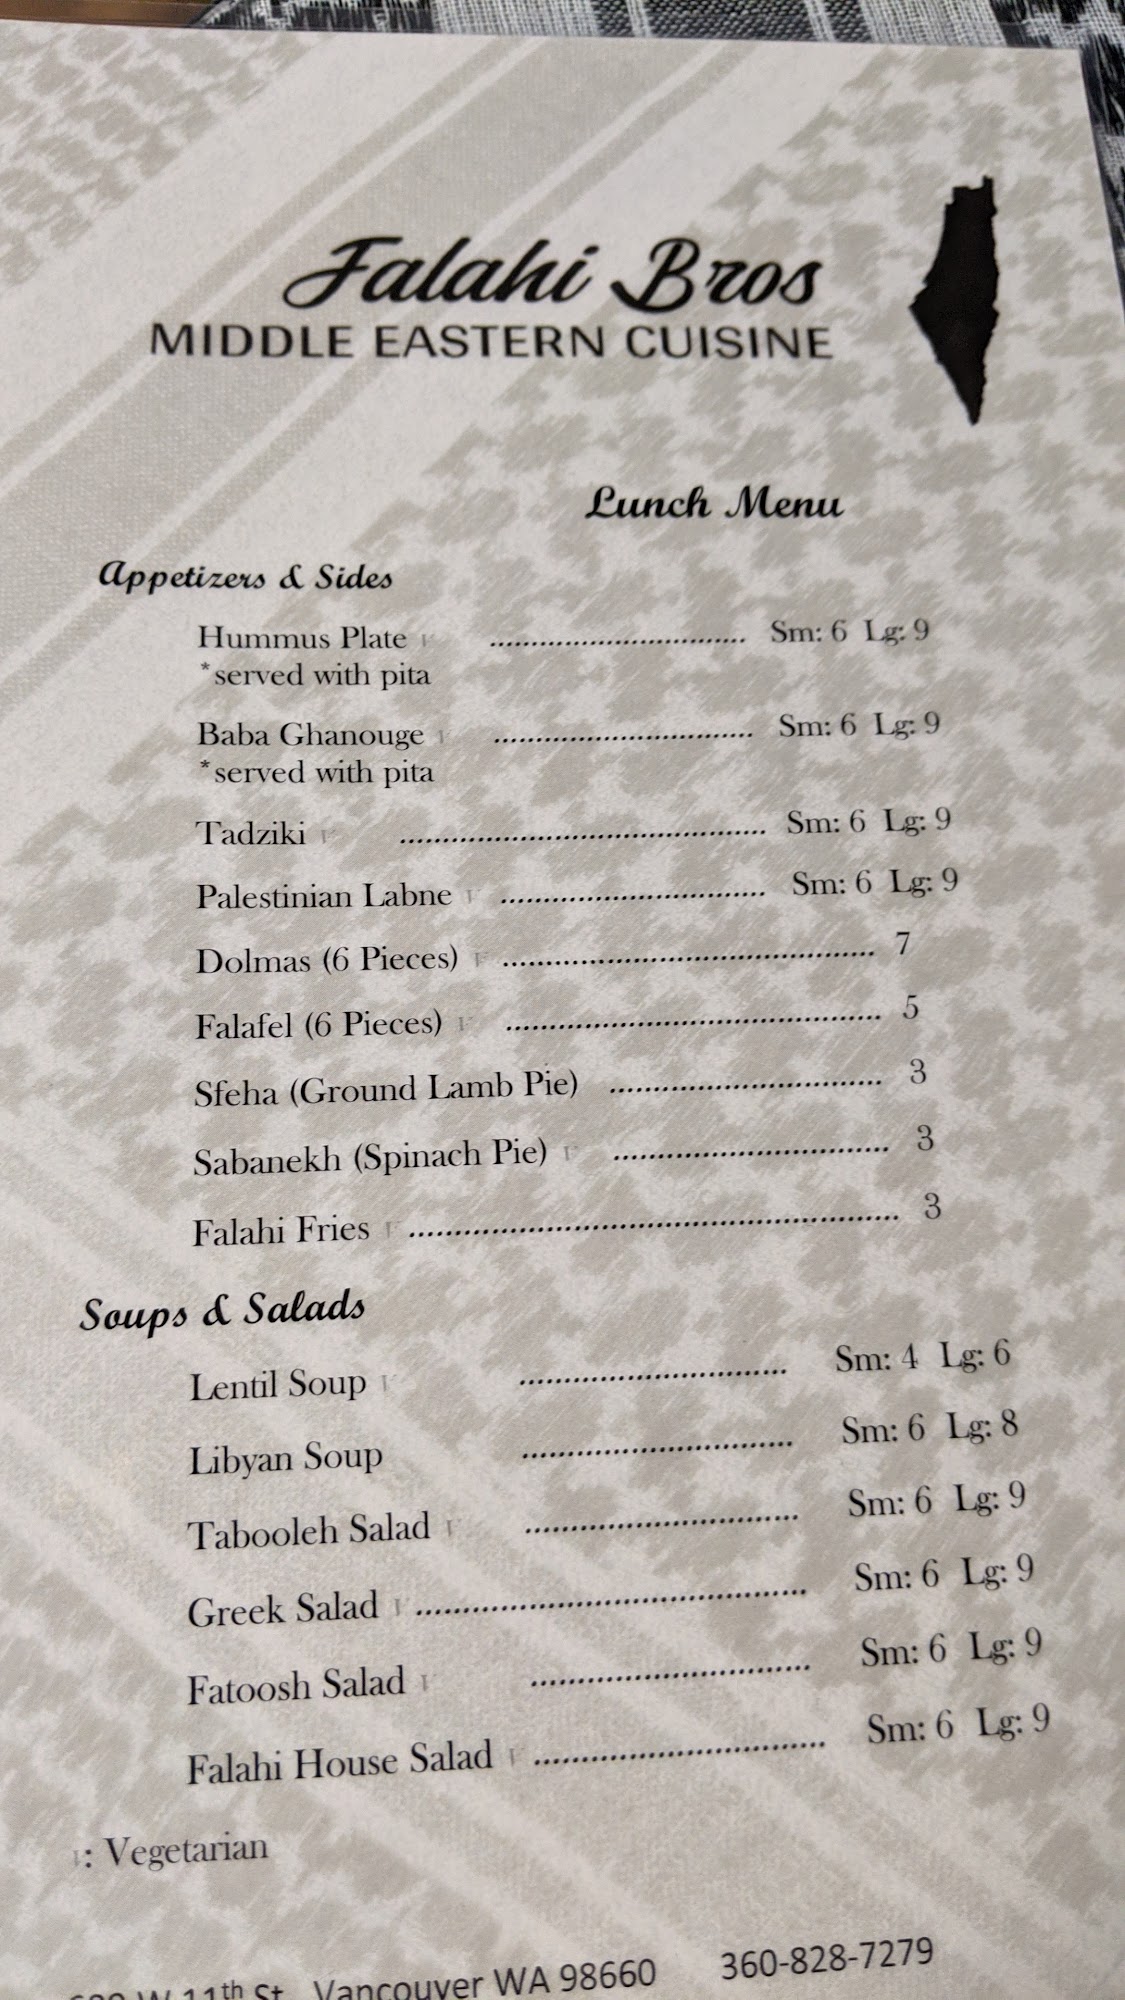 Falahi Bros
MIDDLE EASTERN CUISINE
Lunch Menu
Appetizers & Sides
Hummus Plate v .............................. Sm: 6 Lg: 9
*served with pita
Baba Ghanouge v .............................. Sm: 6 Lg: 9
*served with pita
Tadziki v .......................................... Sm: 6 Lg: 9
Palestinian Labne v .............................. Sm: 6 Lg: 9
Dolmas (6 Pieces) v ........................................... 7
Falafel (6 Pieces) v ........................................... 5
Sfeha (Ground Lamb Pie) ............................... 3
Sabanekh (Spinach Pie) v ............................... 3
Falahi Fries v ....................................................... 3
Soups & Salads
Lentil Soup v .............................. Sm: 4 Lg: 6
Libyan Soup .............................. Sm: 6 Lg: 8
Tabooleh Salad v .............................. Sm: 6 Lg: 9
Greek Salad v .......................................... Sm: 6 Lg: 9
Fatoosh Salad v .............................. Sm: 6 Lg: 9
Falahi House Salad v .............................. Sm: 6 Lg: 9
v: Vegetarian
W 11th St Vancouver WA 98660 360-828-7279